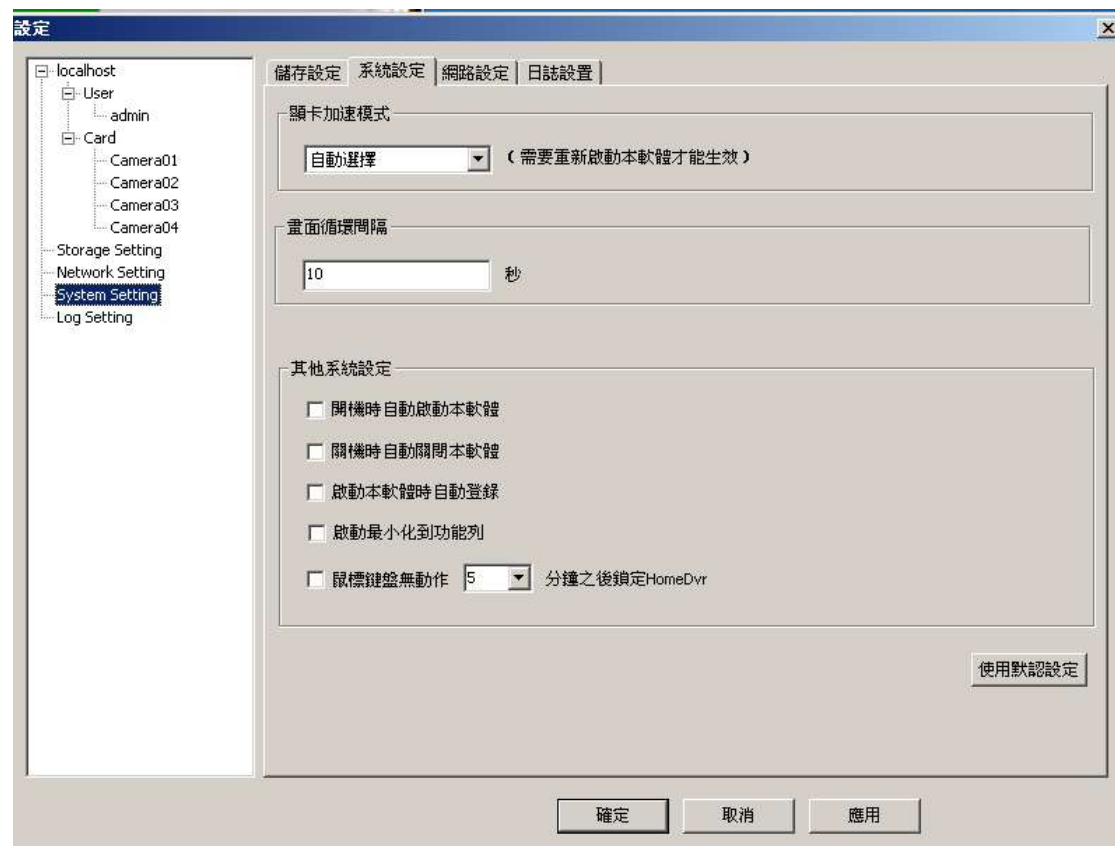 設定
localhost
User
admin
Card
Camera01
Camera02
Camera03
Camera04
Storage Setting
Network Setting
System Setting
Log Setting
儲存設定 系統設定 網路設定 日誌設置
顯卡加速模式
自動選擇 (需要重新啟動本軟體才能生效)
畫面循環間隔
10 秒
其他系統設定
開機時自動啟動本軟體
關機時自動關閉本軟體
啟動本軟體時自動登錄
啟動最小化到功能列
鼠標鍵盤無動作 5 分鐘之後鎖定HomeDvr
使用默認設定
確定 取消 應用